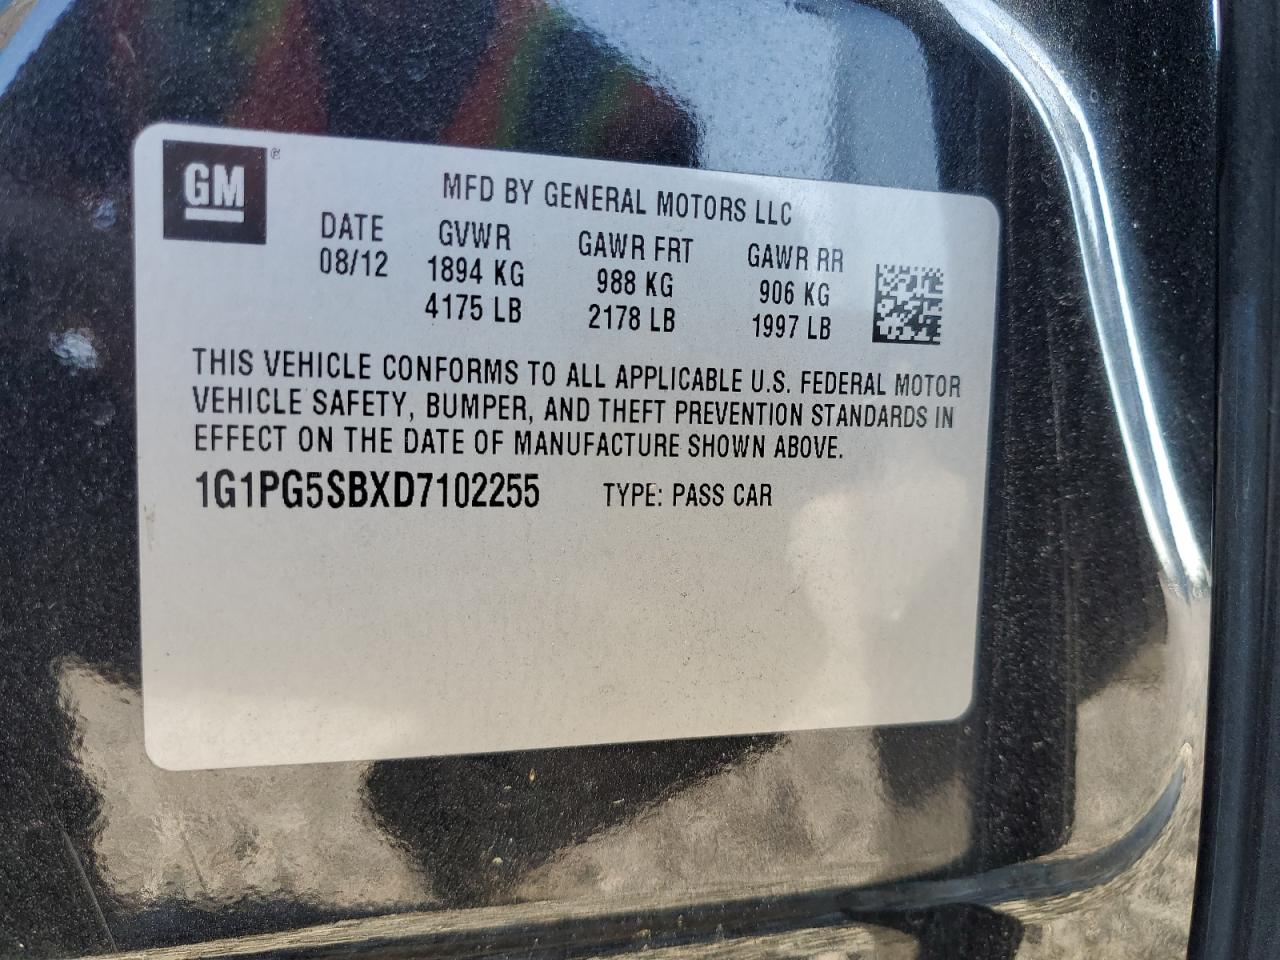 GM
MFD BY GENERAL MOTORS LLC
DATE GVWR GAWR FRT GAWR RR
08/12 1894 KG 988 KG 906 KG
4175 LB 2178 LB 1997 LB
THIS VEHICLE CONFORMS TO ALL APPLICABLE U.S. FEDERAL MOTOR
VEHICLE SAFETY, BUMPER, AND THEFT PREVENTION STANDARDS IN
EFFECT ON THE DATE OF MANUFACTURE SHOWN ABOVE.
1G1PG5SBXD7102255 TYPE: PASS CAR